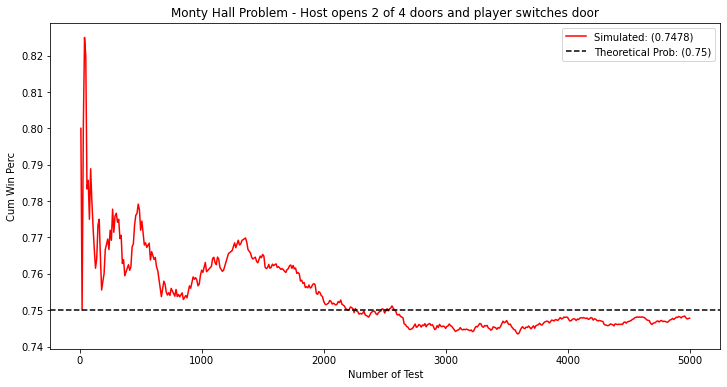 Monty Hall Problem - Host opens 2 of 4 doors and player switches door
Simulated: (0.7478)
Theoretical Prob: (0.75)
Cum Win Perc
0.82
0.81
0.80
0.79
0.78
0.77
0.76
0.75
0.74
0 1000 2000 3000 4000 5000
Number of Test